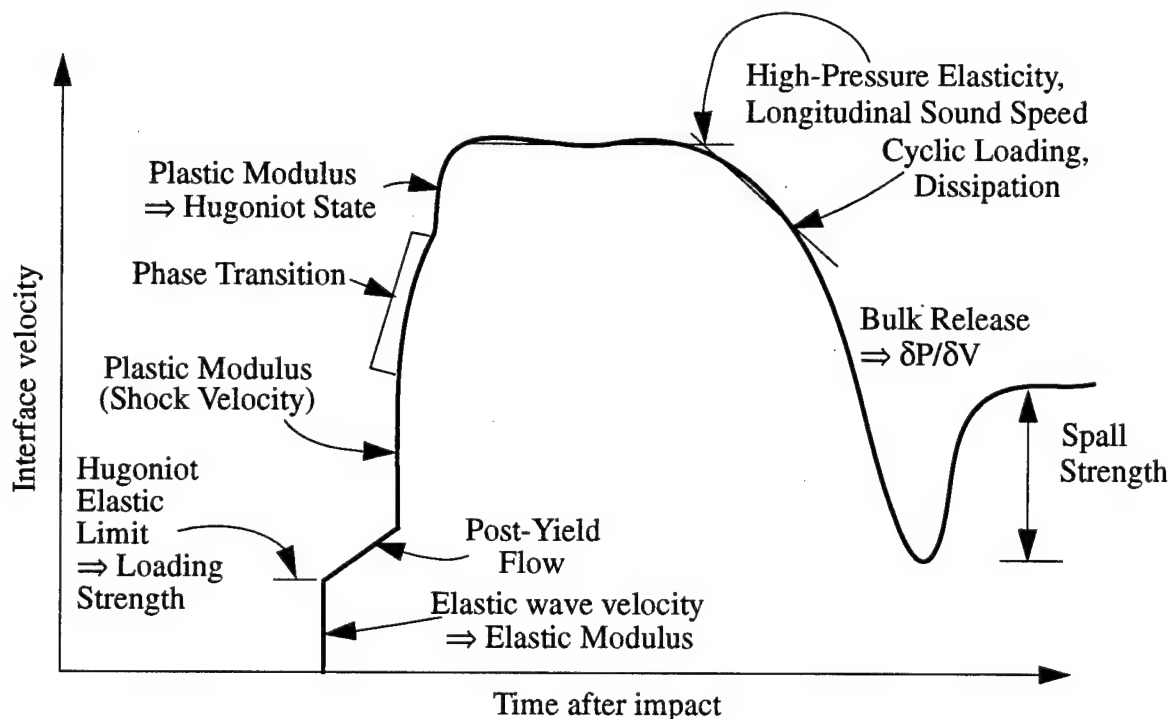 High-Pressure Elasticity,
Longitudinal Sound Speed
Cyclic Loading,
Dissipation
Plastic Modulus
⇒ Hugoniot State
Phase Transition
Bulk Release
⇒ δP/δV
Plastic Modulus
(Shock Velocity)
Spall
Strength
Hugoniot
Elastic
Limit
⇒ Loading
Strength
Post-Yield
Flow
Elastic wave velocity
⇒ Elastic Modulus
Interface velocity
Time after impact